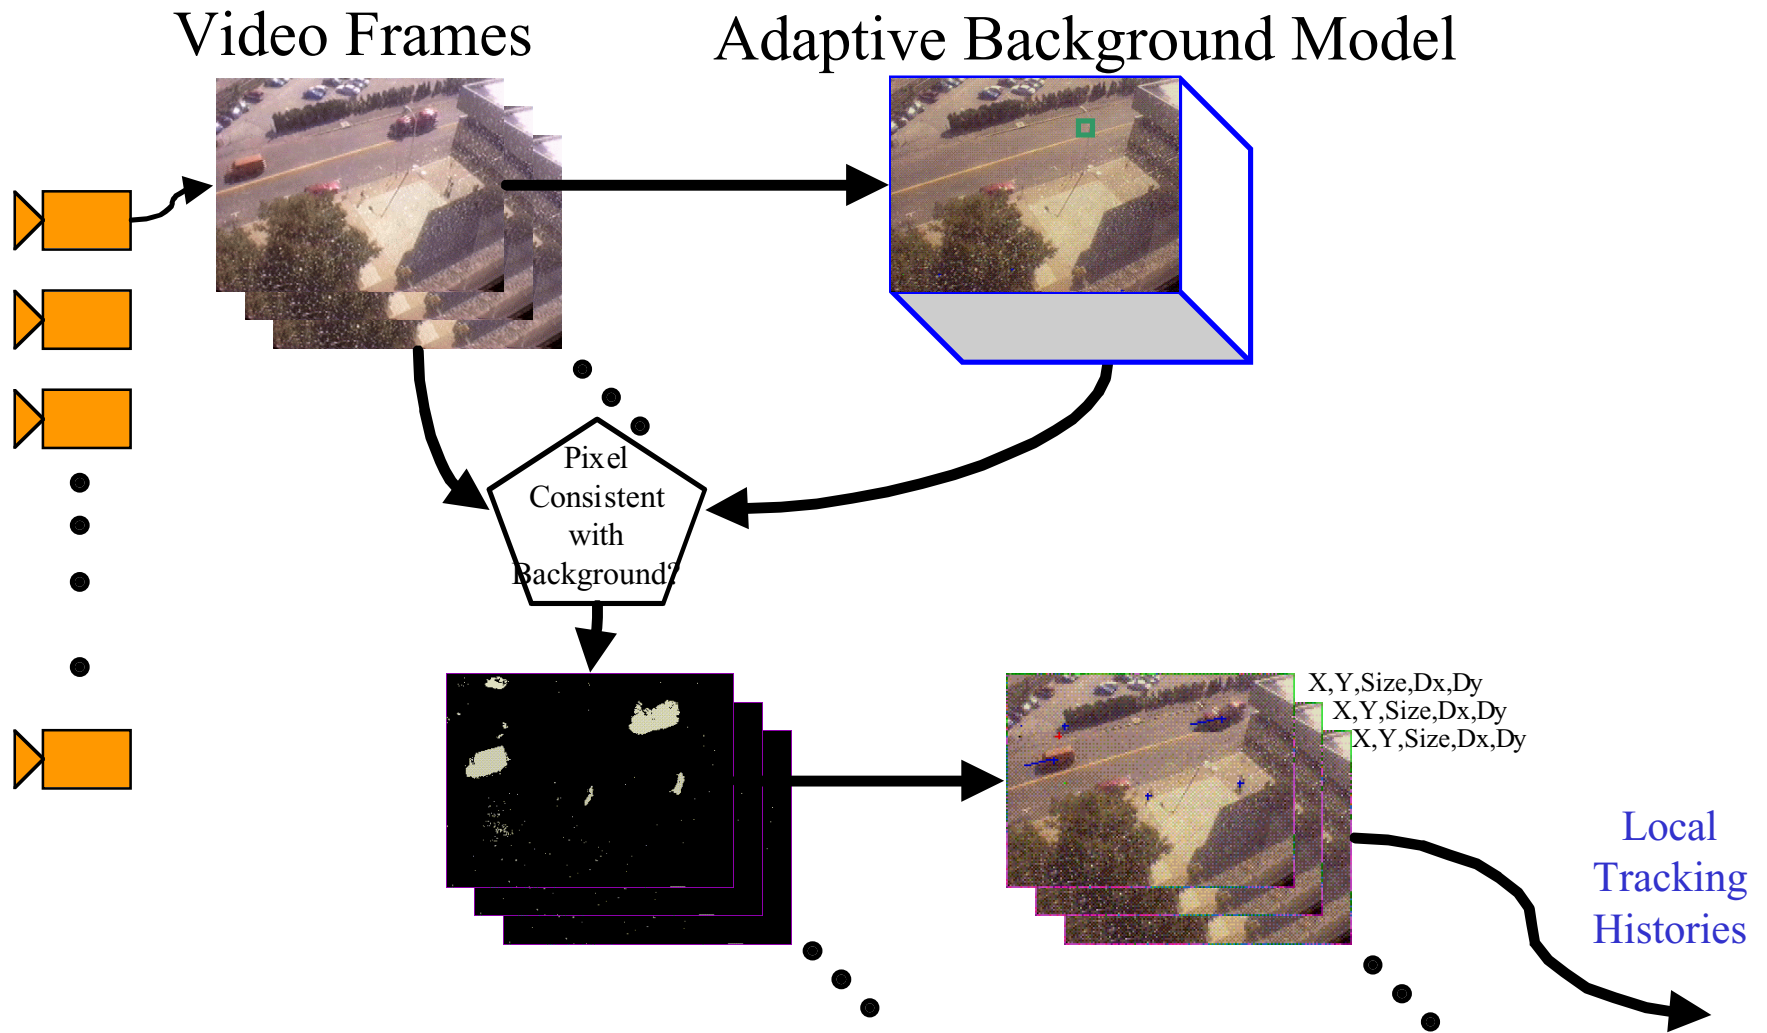 Video Frames
Adaptive Background Model
Pixel
Consistent
with
Background?
X,Y,Size,Dx,Dy
X,Y,Size,Dx,Dy
X,Y,Size,Dx,Dy
Local
Tracking
Histories